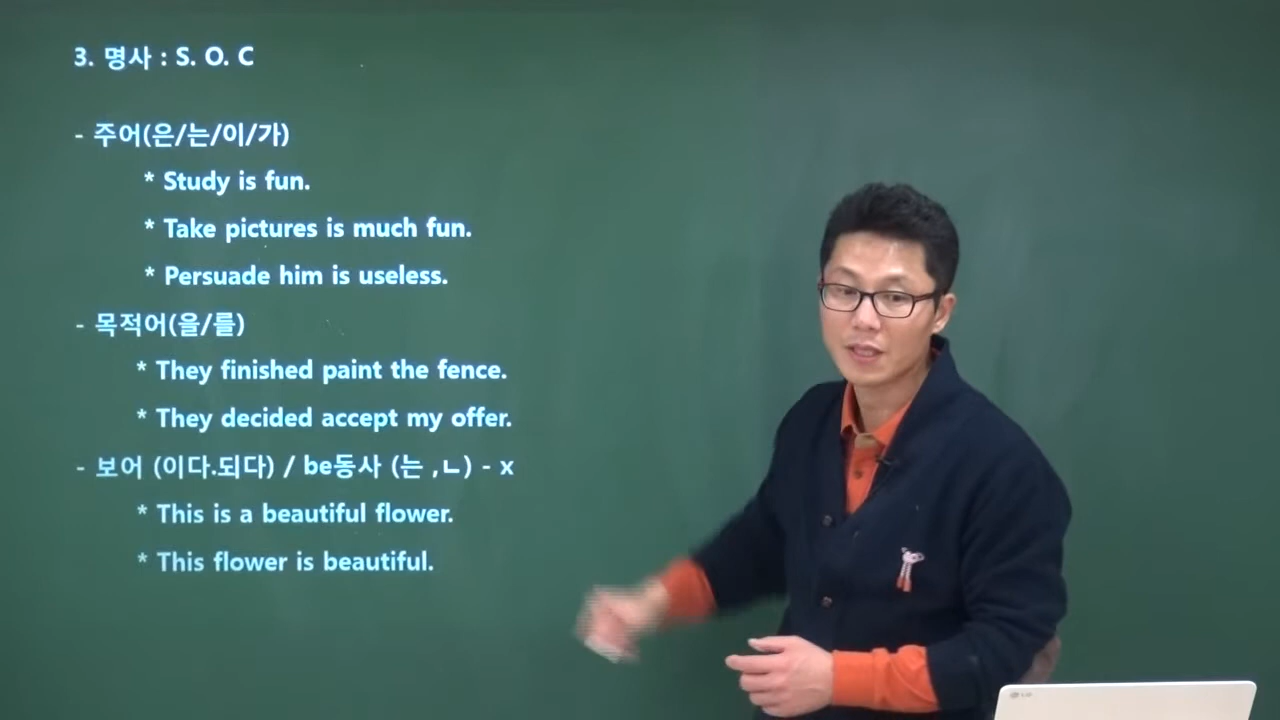 3. 명사 : S. O. C
- 주어(은/는/이/가)
* Study is fun.
* Take pictures is much fun.
* Persuade him is useless.
- 목적어(을/를)
* They finished paint the fence.
* They decided accept my offer.
- 보어 (이다.되다) / be동사 (는 ,ㄴ) - x
* This is a beautiful flower.
* This flower is beautiful.
LG